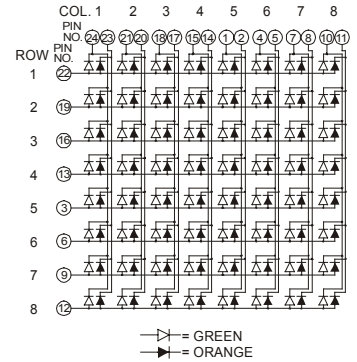 COL. 1 2 3 4 5 6 7 8
PIN NO. 24 23 21 20 18 17 15 14 1 2 4 5 7 8 10 11
ROW PIN NO.
1 22
2 19
3 16
4 13
5 3
6 6
7 9
8 12
= GREEN
= ORANGE